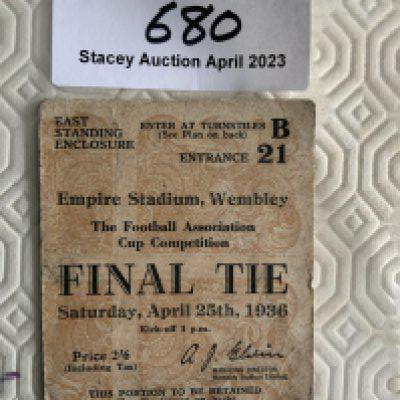 680
Stacey Auction April 2023
EAST
STANDING
ENCLOSURE
ENTER AT TURNSTILES B
(See Plan on back)
ENTRANCE 21
Empire Stadium, Wembley
The Football Association
Cup Competition
FINAL TIE
Saturday, April 25th, 1936
Kick-off 3 p.m.
Price 2/6
(Including Tax)
THIS PORTION TO BE RETAINED